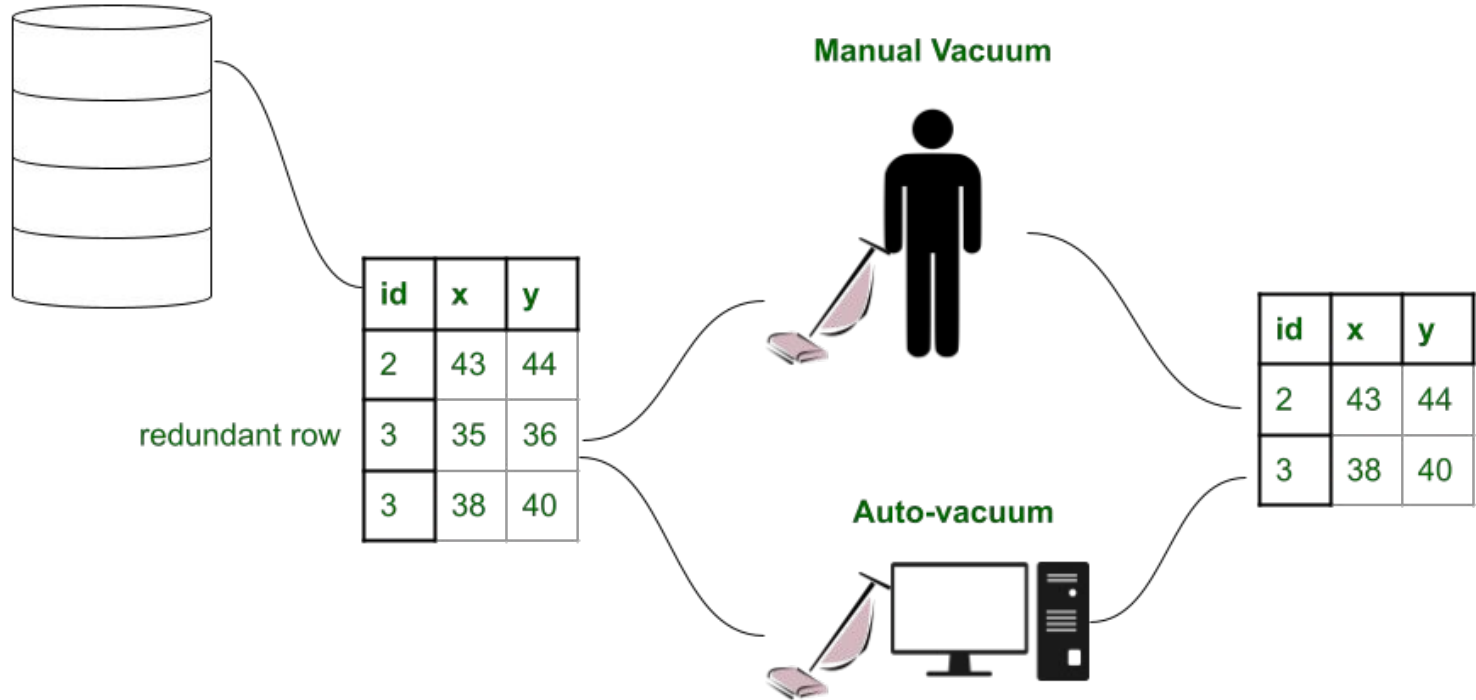 Manual Vacuum
id x y
2 43 44
redundant row 3 35 36
3 38 40
id x y
2 43 44
3 38 40
Auto-vacuum